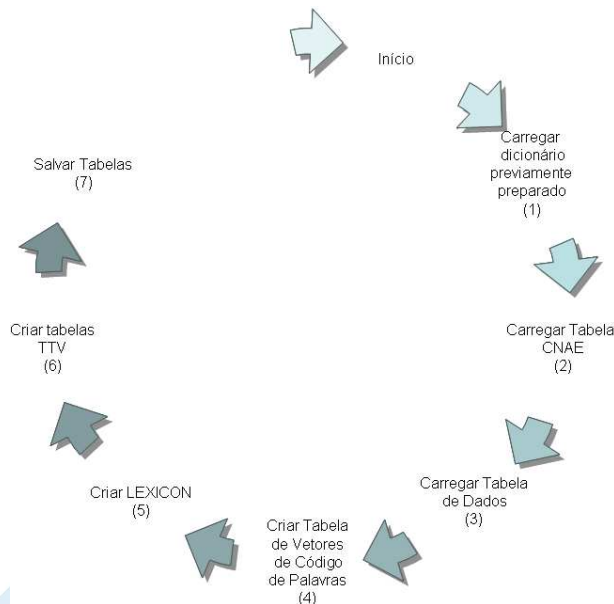 Início
Carregar
dicionário
previamente
preparado
(1)
Carregar Tabela
CNAE
(2)
Carregar Tabela
de Dados
(3)
Criar Tabela
de Vetores
de Código
de Palavras
(4)
Criar LEXICON
(5)
Criar tabelas
TTV
(6)
Salvar Tabelas
(7)